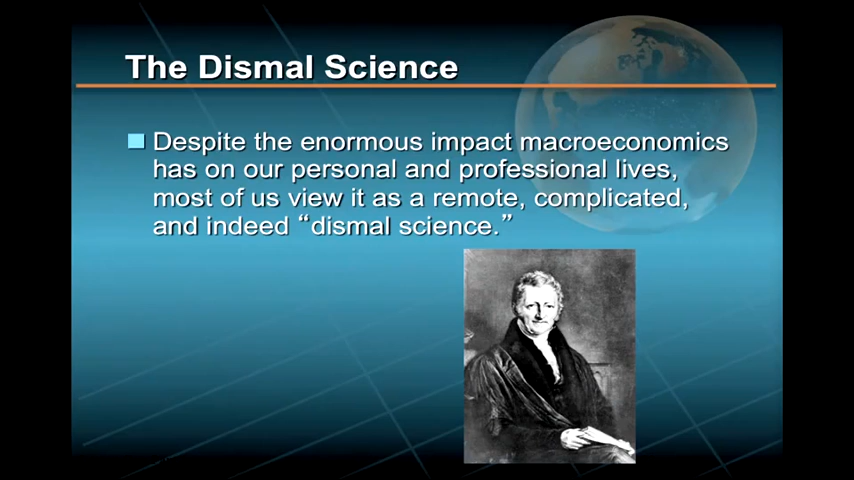 The Dismal Science
Despite the enormous impact macroeconomics
has on our personal and professional lives,
most of us view it as a remote, complicated,
and indeed “dismal science.”